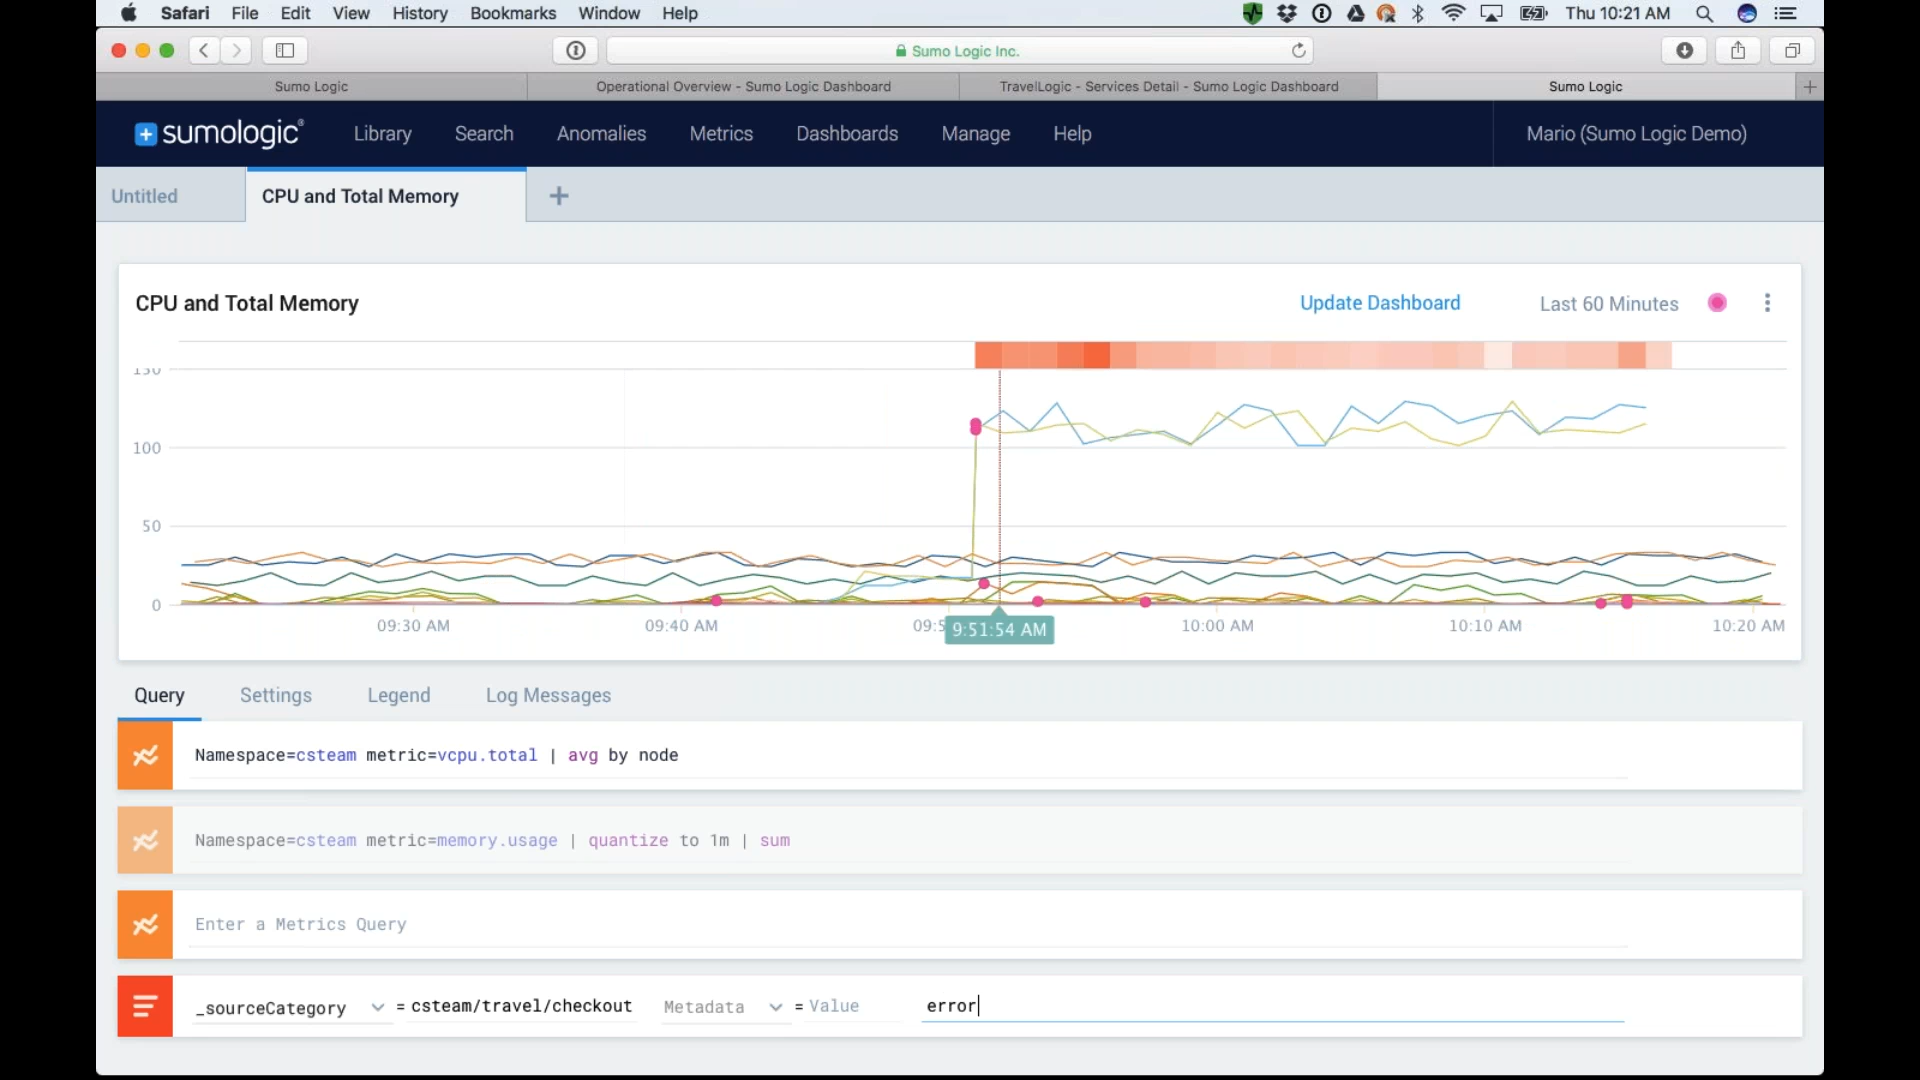 Safari File Edit View History Bookmarks Window Help Thu 10:21 AM
Sumo Logic Inc.
Sumo Logic Operational Overview - Sumo Logic Dashboard TravelLogic - Services Detail - Sumo Logic Dashboard Sumo Logic
sumologic® Library Search Anomalies Metrics Dashboards Manage Help Mario (Sumo Logic Demo)
Untitled CPU and Total Memory
CPU and Total Memory Update Dashboard Last 60 Minutes
150
100
50
0
09:30 AM 09:40 AM 09:5 9:51:54 AM 10:00 AM 10:10 AM 10:20 AM
Query Settings Legend Log Messages
Namespace=csteam metric=vcpu.total | avg by node
Namespace=csteam metric=memory.usage | quantize to 1m | sum
Enter a Metrics Query
_sourceCategory = csteam/travel/checkout Metadata = Value error